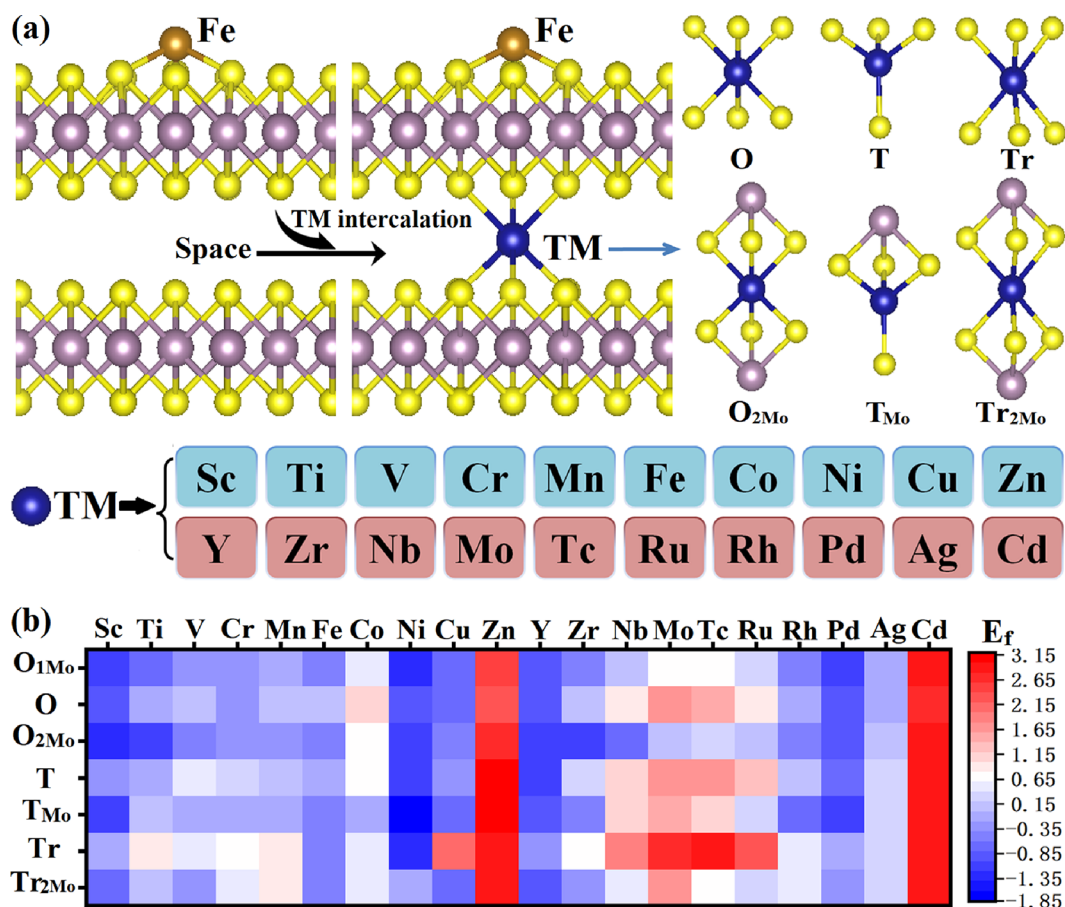 (a)
Fe
Fe
O
T
Tr
TM intercalation
Space
TM
O2Mo
TMo
Tr2Mo
TM
Sc Ti V Cr Mn Fe Co Ni Cu Zn
Y Zr Nb Mo Tc Ru Rh Pd Ag Cd
(b)
Sc Ti V Cr Mn Fe Co Ni Cu Zn Y Zr Nb Mo Tc Ru Rh Pd Ag Cd
Ef
O1Mo
O
O2Mo
T
TMo
Tr
Tr2Mo
3.15
2.65
2.15
1.65
1.15
0.65
0.15
-0.35
-0.85
-1.35
-1.85